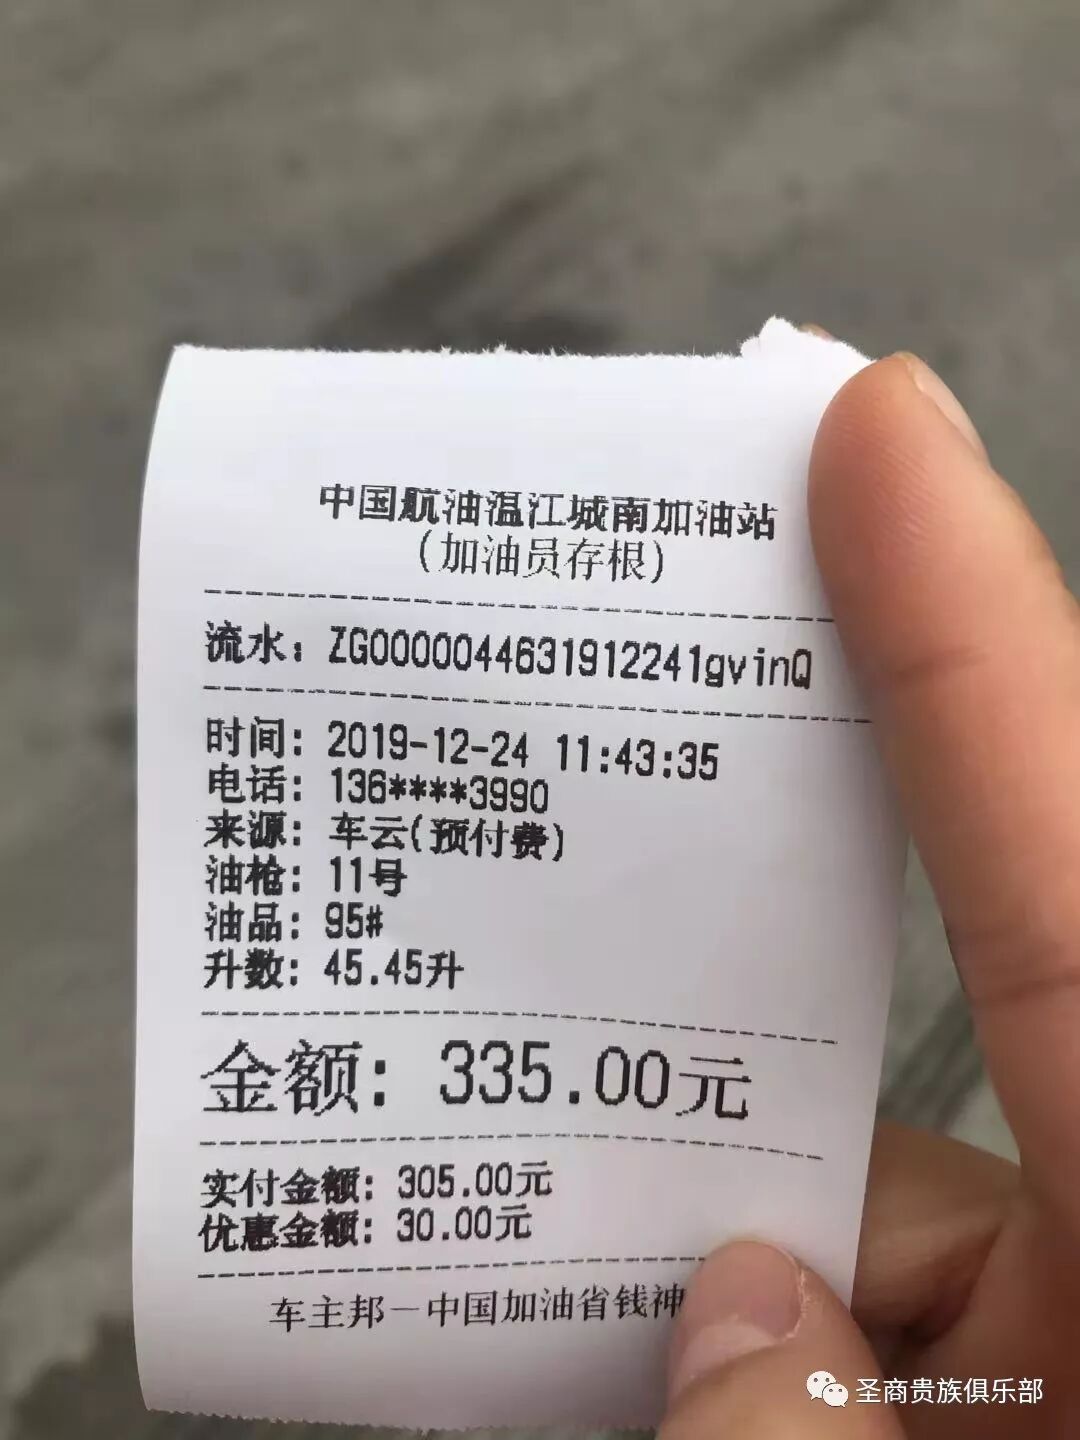 中国航油温江城南加油站
(加油员存根)
流水: ZG0000044631912241gvinQ
时间: 2019-12-24 11:43:35
电话: 136****3990
来源: 车云(预付费)
油枪: 11号
油品: 95#
升数: 45.45升
金额: 335.00元
实付金额: 305.00元
优惠金额: 30.00元
车主邦－中国加油省钱神
圣商贵族俱乐部